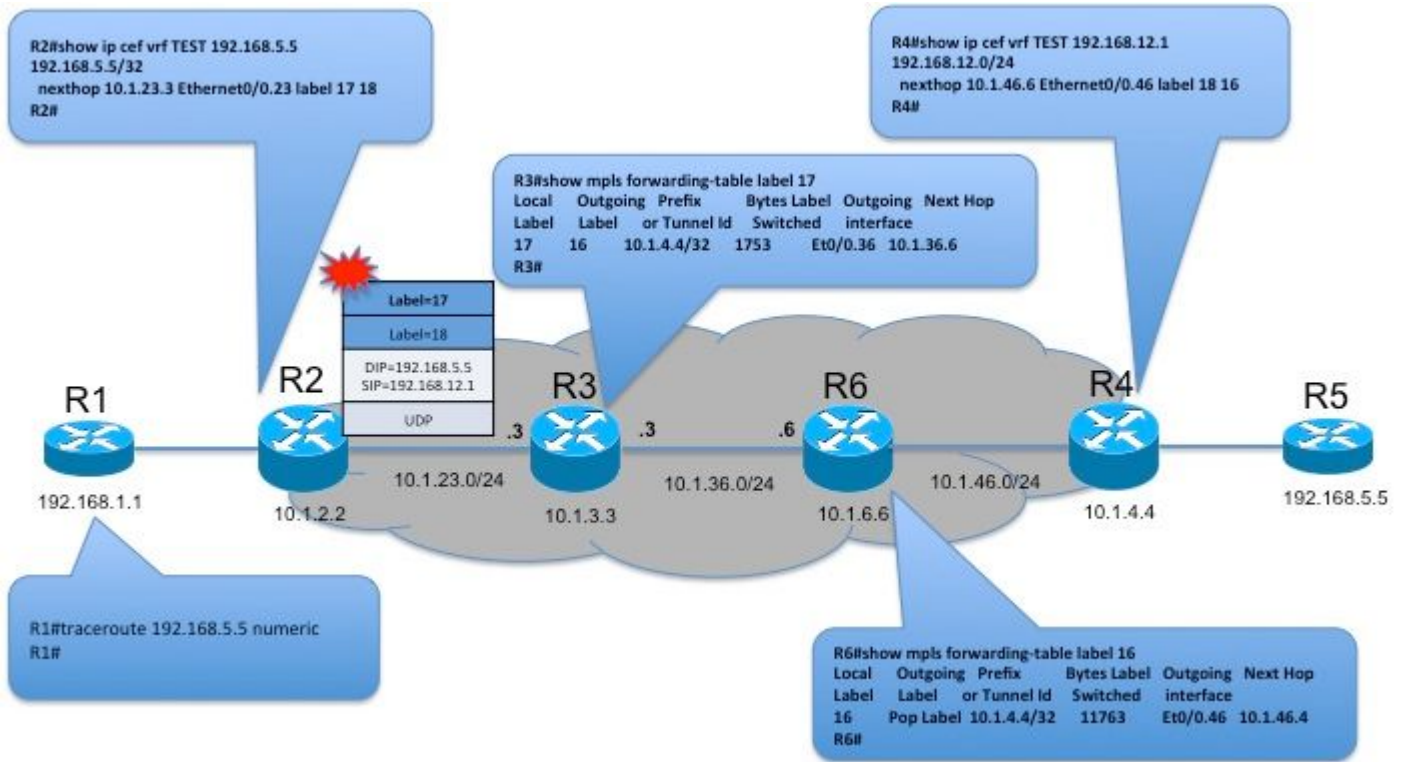 R2#show ip cef vrf TEST 192.168.5.5
192.168.5.5/32
nexthop 10.1.23.3 Ethernet0/0.23 label 17 18
R2#
R4#show ip cef vrf TEST 192.168.12.1
192.168.12.0/24
nexthop 10.1.46.6 Ethernet0/0.46 label 18 16
R4#
R3#show mpls forwarding-table label 17
Local Outgoing Prefix Bytes Label Outgoing Next Hop
Label Label or Tunnel Id Switched interface
17 16 10.1.4.4/32 1753 Et0/0.36 10.1.36.6
R3#
Label=17
Label=18
DIP=192.168.5.5
SIP=192.168.12.1
UDP
R1
R2
R3
R6
R4
R5
.3
.3
.6
10.1.23.0/24
10.1.36.0/24
10.1.46.0/24
192.168.1.1
10.1.2.2
10.1.3.3
10.1.6.6
10.1.4.4
192.168.5.5
R1#traceroute 192.168.5.5 numeric
R1#
R6#show mpls forwarding-table label 16
Local Outgoing Prefix Bytes Label Outgoing Next Hop
Label Label or Tunnel Id Switched interface
16 Pop Label 10.1.4.4/32 11763 Et0/0.46 10.1.46.4
R6#